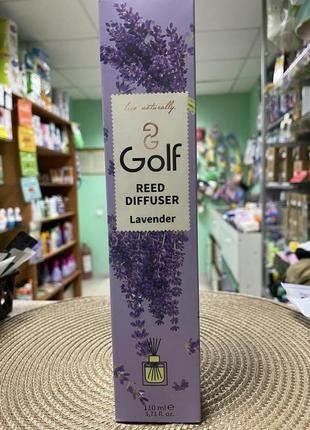 live naturally.
Golf
REED
DIFFUSER
Lavender
110 ml ℮
3,71 fl. oz.